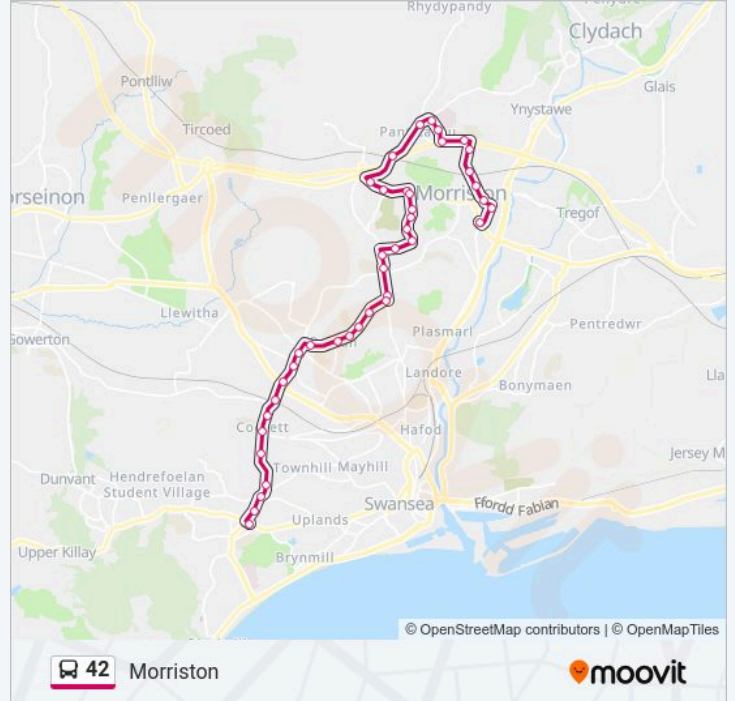 Rhydypandy
Clydach
Pontlliw
Glais
Ynystawe
Tircoed
Morriston
orseinon
Penllergaer
Tregof
Llewitha
Plasmarl
Pentredwr
Gowerton
Landore
Lla
Bonymaen
Hafod
Jersey M
Townhill
Mayhill
Dunvant
Hendrefoelan
Student Village
Swansea
Ffordd Fabian
Uplands
Upper Killay
Brynmill
© OpenStreetMap contributors | © OpenMapTiles
42
Morriston
moovit